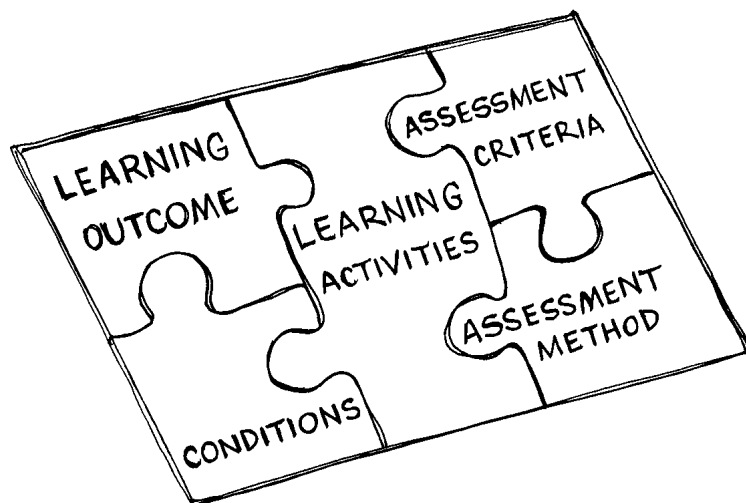 LEARNING
OUTCOME
CONDITIONS
LEARNING
ACTIVITIES
ASSESSMENT
CRITERIA
ASSESSMENT
METHOD